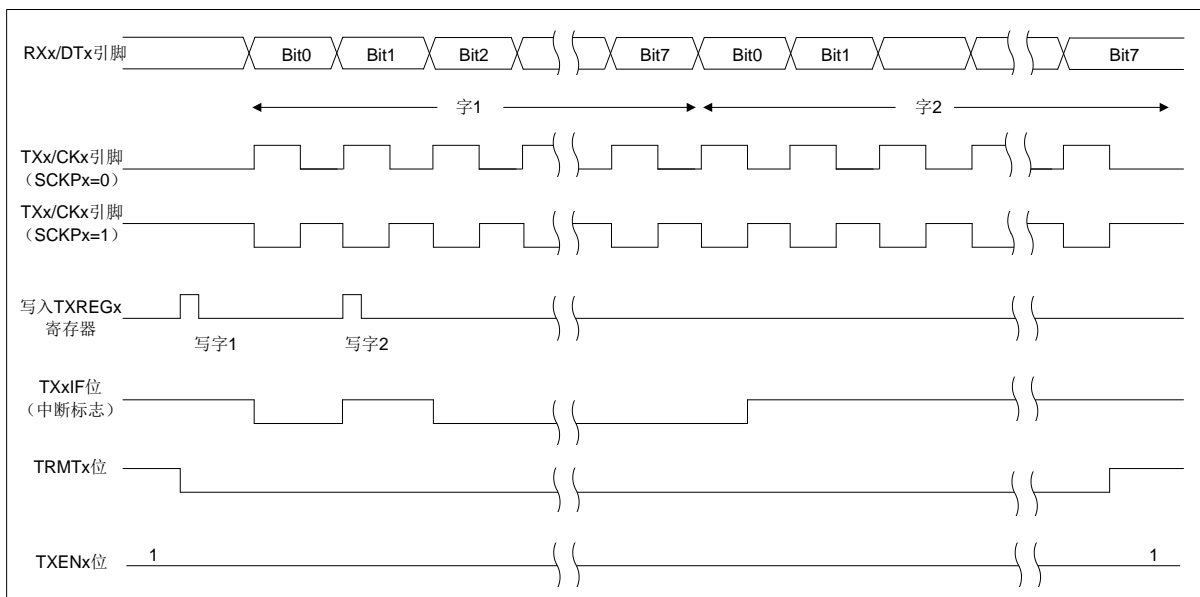 RXx/DTx引脚 Bit0 Bit1 Bit2 Bit7 Bit0 Bit1 Bit7
字1 字2
TXx/CKx引脚
（SCKPx=0）
TXx/CKx引脚
（SCKPx=1）
写入TXREGx
寄存器
写字1 写字2
TXxIF位
（中断标志）
TRMTx位
TXENx位 1 1